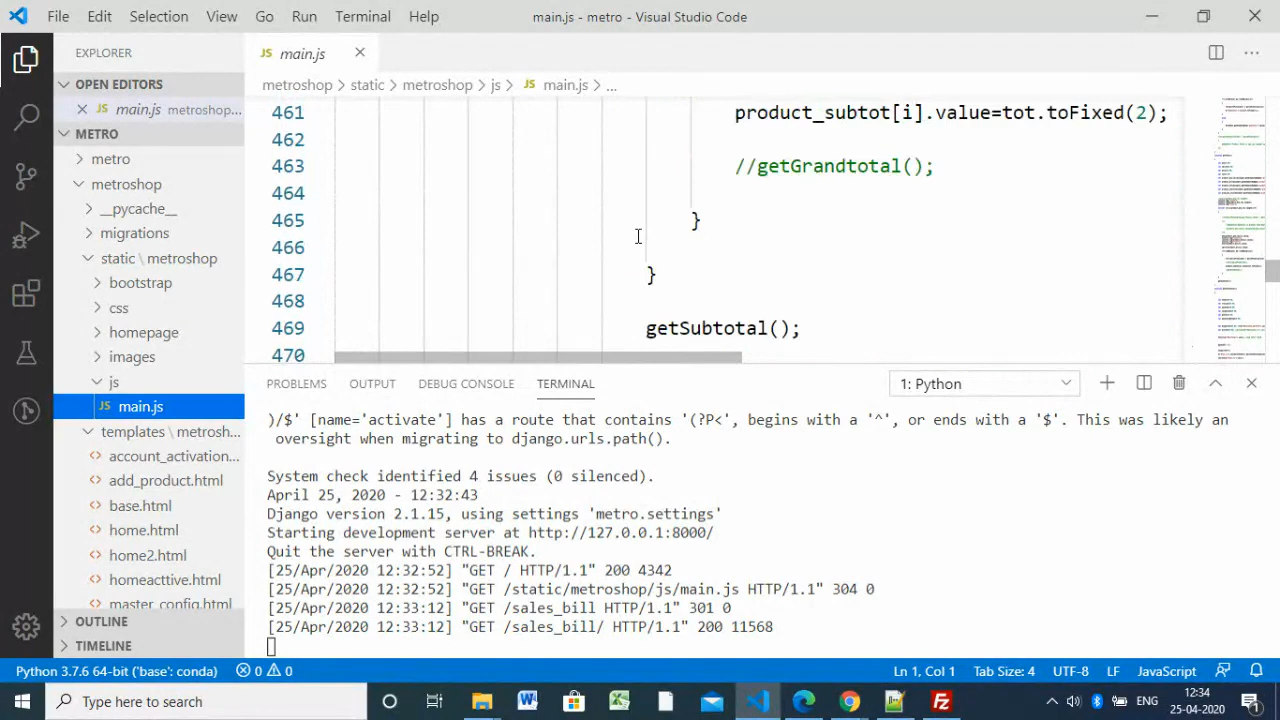 File Edit Selection View Go Run Terminal ··· main.js - metro - Visual Studio Code
EXPLORER
OPEN EDITORS
JS main.js metroshop...
METRO
metro
metroshop
__pycache__
migrations
static \ metroshop
bootstrap
css
homepage
images
js
JS main.js
templates \ metrosh...
account_activation...
add_product.html
base.html
home.html
home2.html
homeacttive.html
master_config.html
OUTLINE
TIMELINE
JS main.js
metroshop > static > metroshop > js > JS main.js > ...
461 product_subtot[i].value=tot.toFixed(2);
462
463 //getGrandtotal();
464
465 }
466
467 }
468
469 getSubtotal();
470
PROBLEMS OUTPUT DEBUG CONSOLE TERMINAL 1: Python
)/$' [name='activate'] has a route that contains '(?P<', begins with a '^', or ends with a '$'. This was likely an
oversight when migrating to django.urls.path().
System check identified 4 issues (0 silenced).
April 25, 2020 - 12:32:43
Django version 2.1.15, using settings 'metro.settings'
Starting development server at http://127.0.0.1:8000/
Quit the server with CTRL-BREAK.
[25/Apr/2020 12:32:52] "GET / HTTP/1.1" 200 4342
[25/Apr/2020 12:32:52] "GET /static/metroshop/js/main.js HTTP/1.1" 304 0
[25/Apr/2020 12:33:12] "GET /sales_bill HTTP/1.1" 301 0
[25/Apr/2020 12:33:12] "GET /sales_bill/ HTTP/1.1" 200 11568
Python 3.7.6 64-bit ('base': conda) 0 0 Ln 1, Col 1 Tab Size: 4 UTF-8 LF JavaScript
Type here to search ENG 12:34
25-04-2020